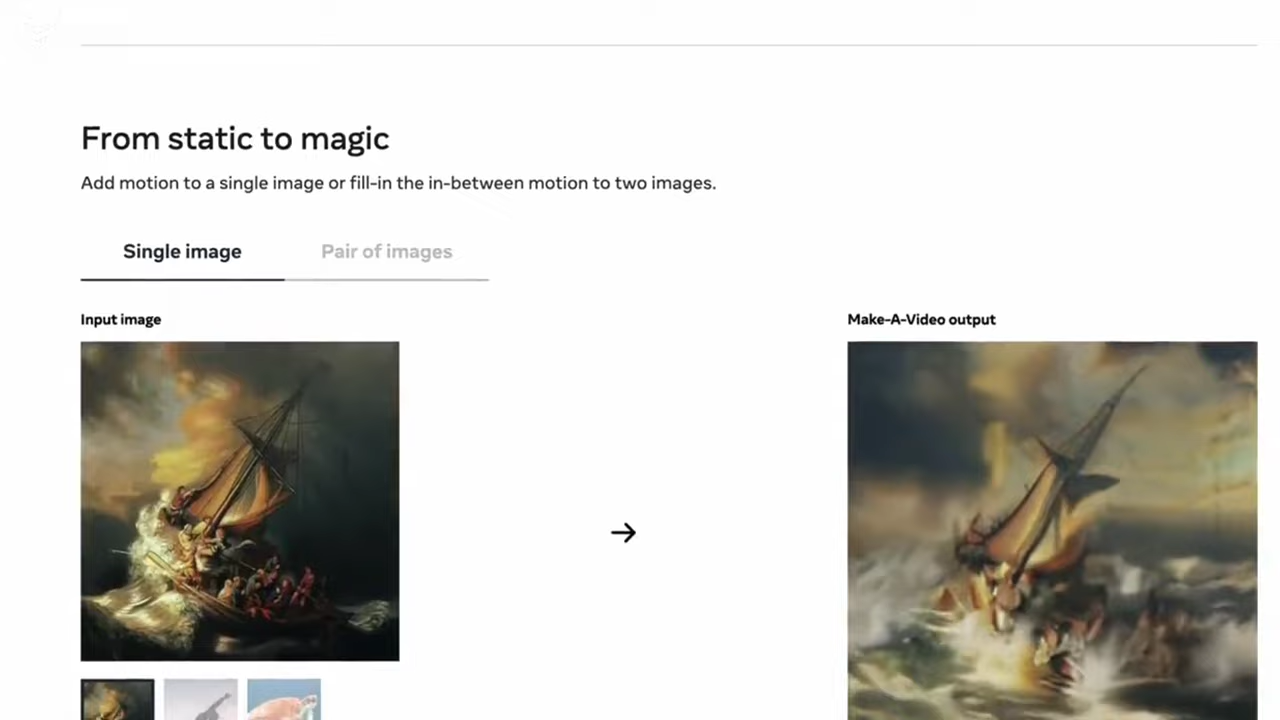 From static to magic
Add motion to a single image or fill-in the in-between motion to two images.
Single image
Pair of images
Input image
Make-A-Video output